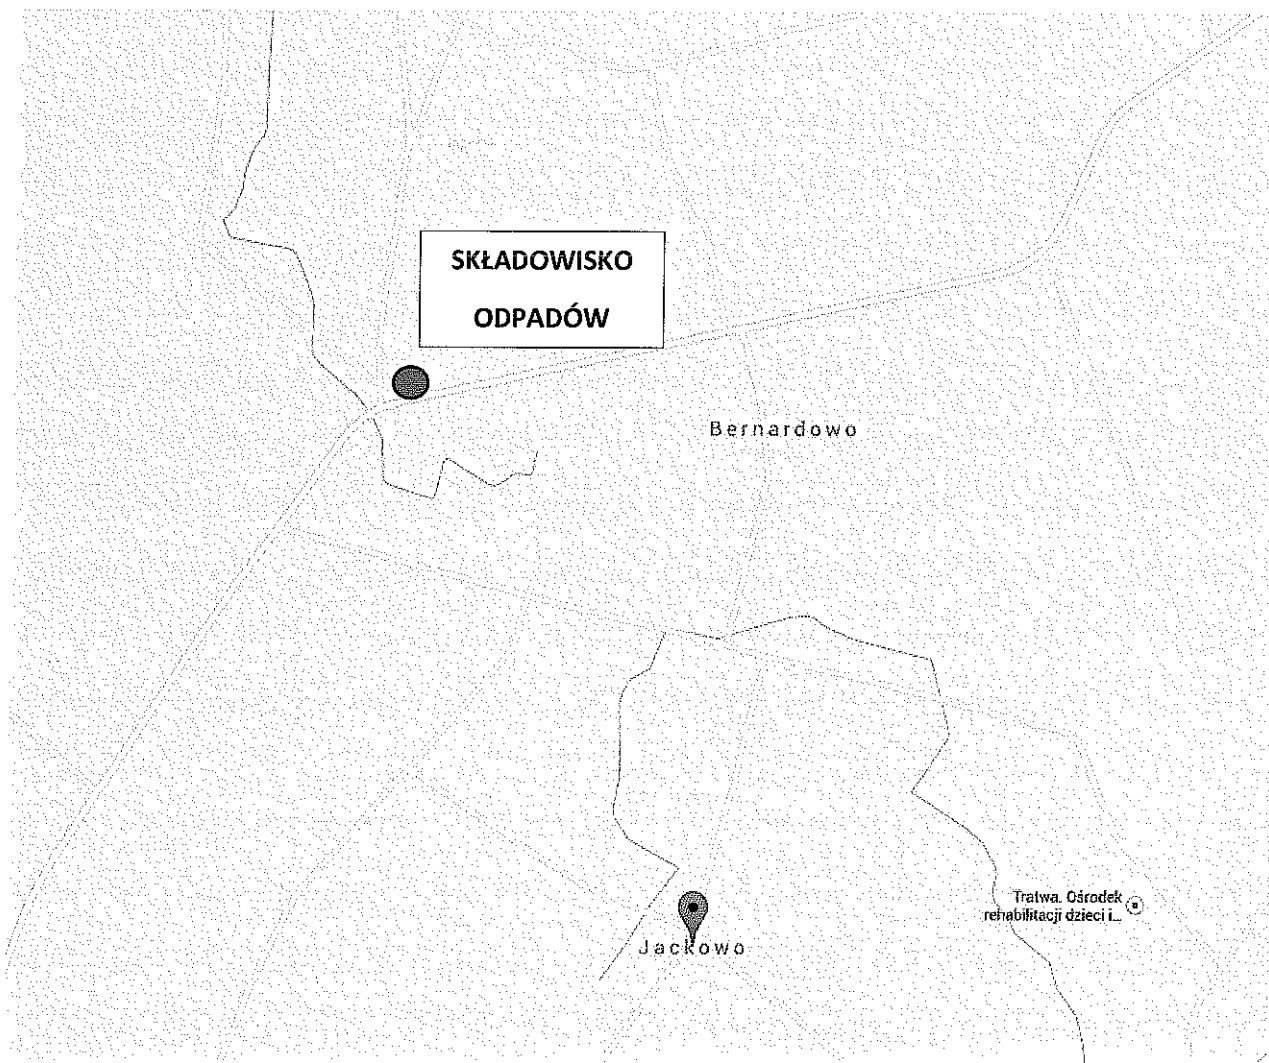 SKŁADOWISKO
ODPADÓW
Bernardowo
Tratwa. Ośrodek
rehabilitacji dzieci i...
Jackowo